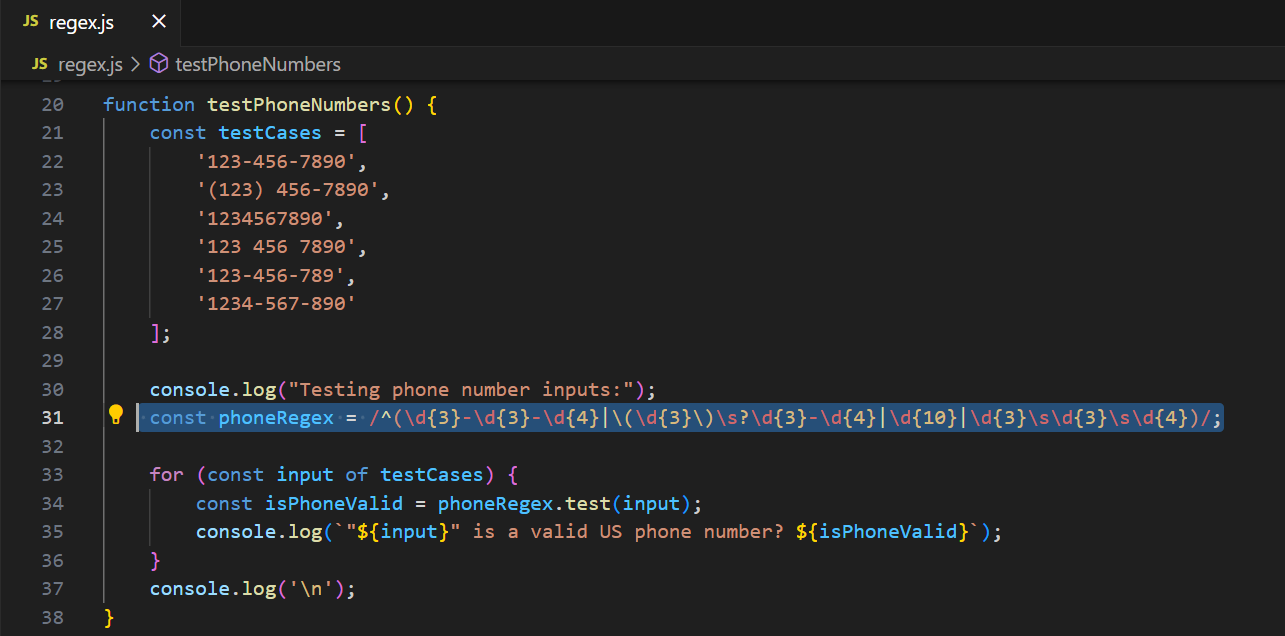 JS regex.js ×
JS regex.js > testPhoneNumbers
20 function testPhoneNumbers() {
21 const testCases = [
22 '123-456-7890',
23 '(123) 456-7890',
24 '1234567890',
25 '123 456 7890',
26 '123-456-789',
27 '1234-567-890'
28 ];
29
30 console.log("Testing phone number inputs:");
31 const phoneRegex = /^(\d{3}-\d{3}-\d{4}|\(\d{3}\)\s?\d{3}-\d{4}|\d{10}|\d{3}\s\d{3}\s\d{4})/;
32
33 for (const input of testCases) {
34 const isPhoneValid = phoneRegex.test(input);
35 console.log(`"${input}" is a valid US phone number? ${isPhoneValid}`);
36 }
37 console.log('\n');
38 }